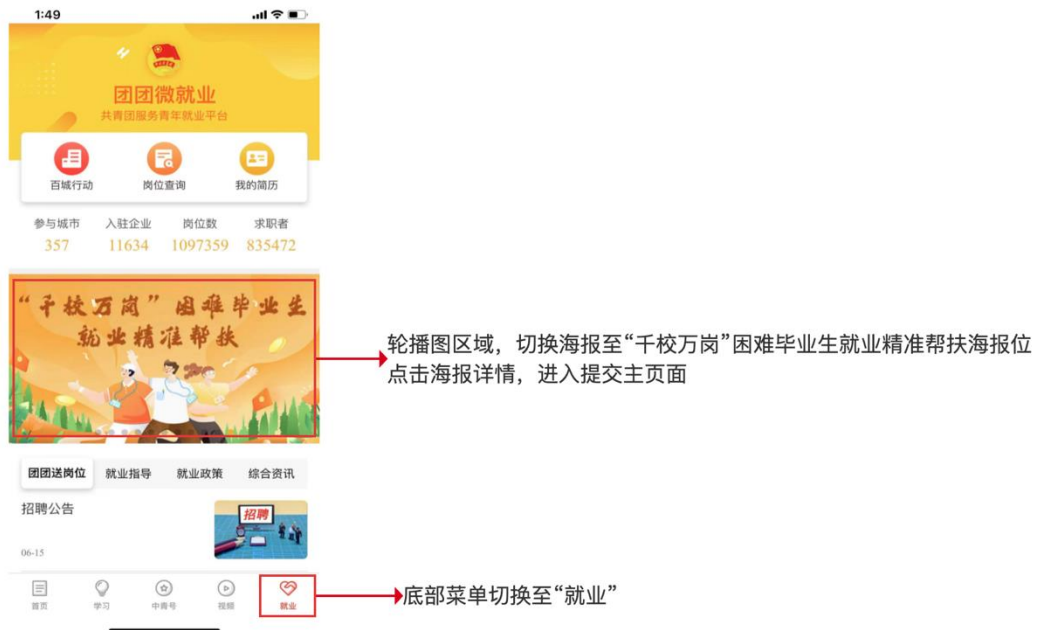 1:49
团团微就业
共青团服务青年就业平台
百城行动 岗位查询 我的简历
参与城市 入驻企业 岗位数 求职者
357 11634 1097359 835472
“千校万岗”困难毕业生
就业精准帮扶
轮播图区域，切换海报至“千校万岗”困难毕业生就业精准帮扶海报位
点击海报详情，进入提交主页面
团团送岗位 就业指导 就业政策 综合资讯
招聘公告
招聘
06-15
首页 学习 中青号 视频 就业
底部菜单切换至“就业”